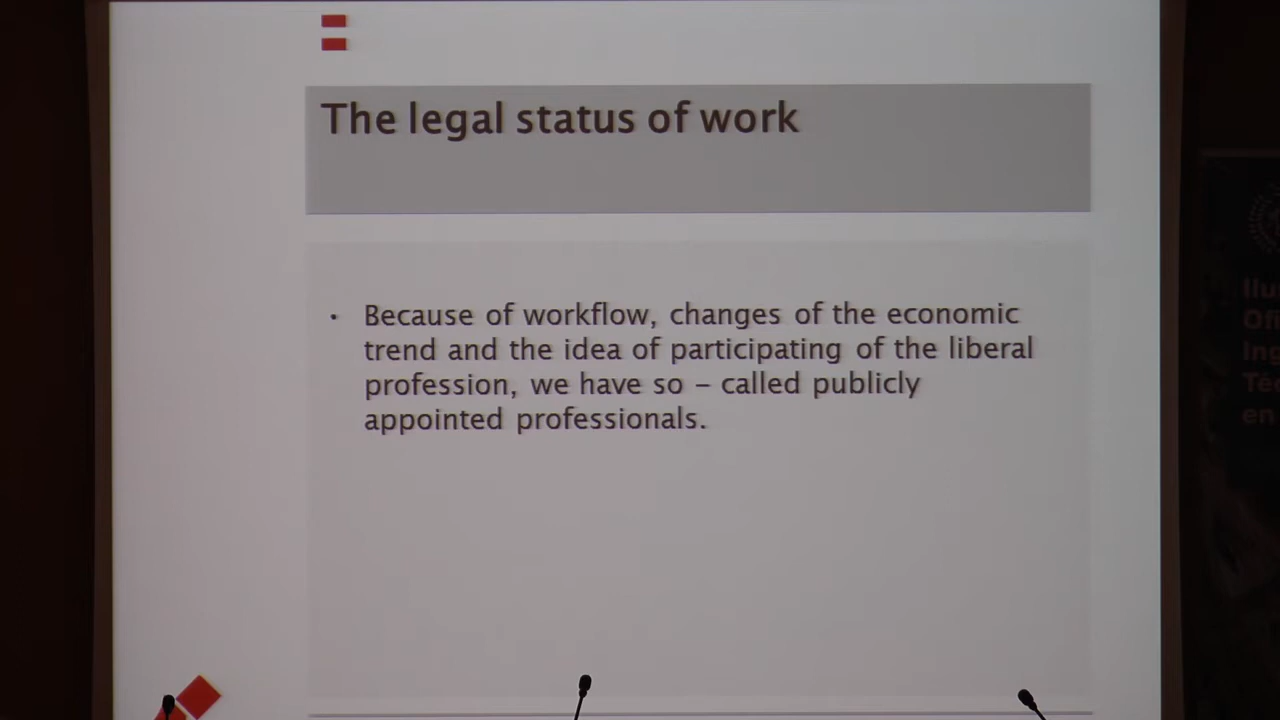 The legal status of work
• Because of workflow, changes of the economic
trend and the idea of participating of the liberal
profession, we have so – called publicly
appointed professionals.